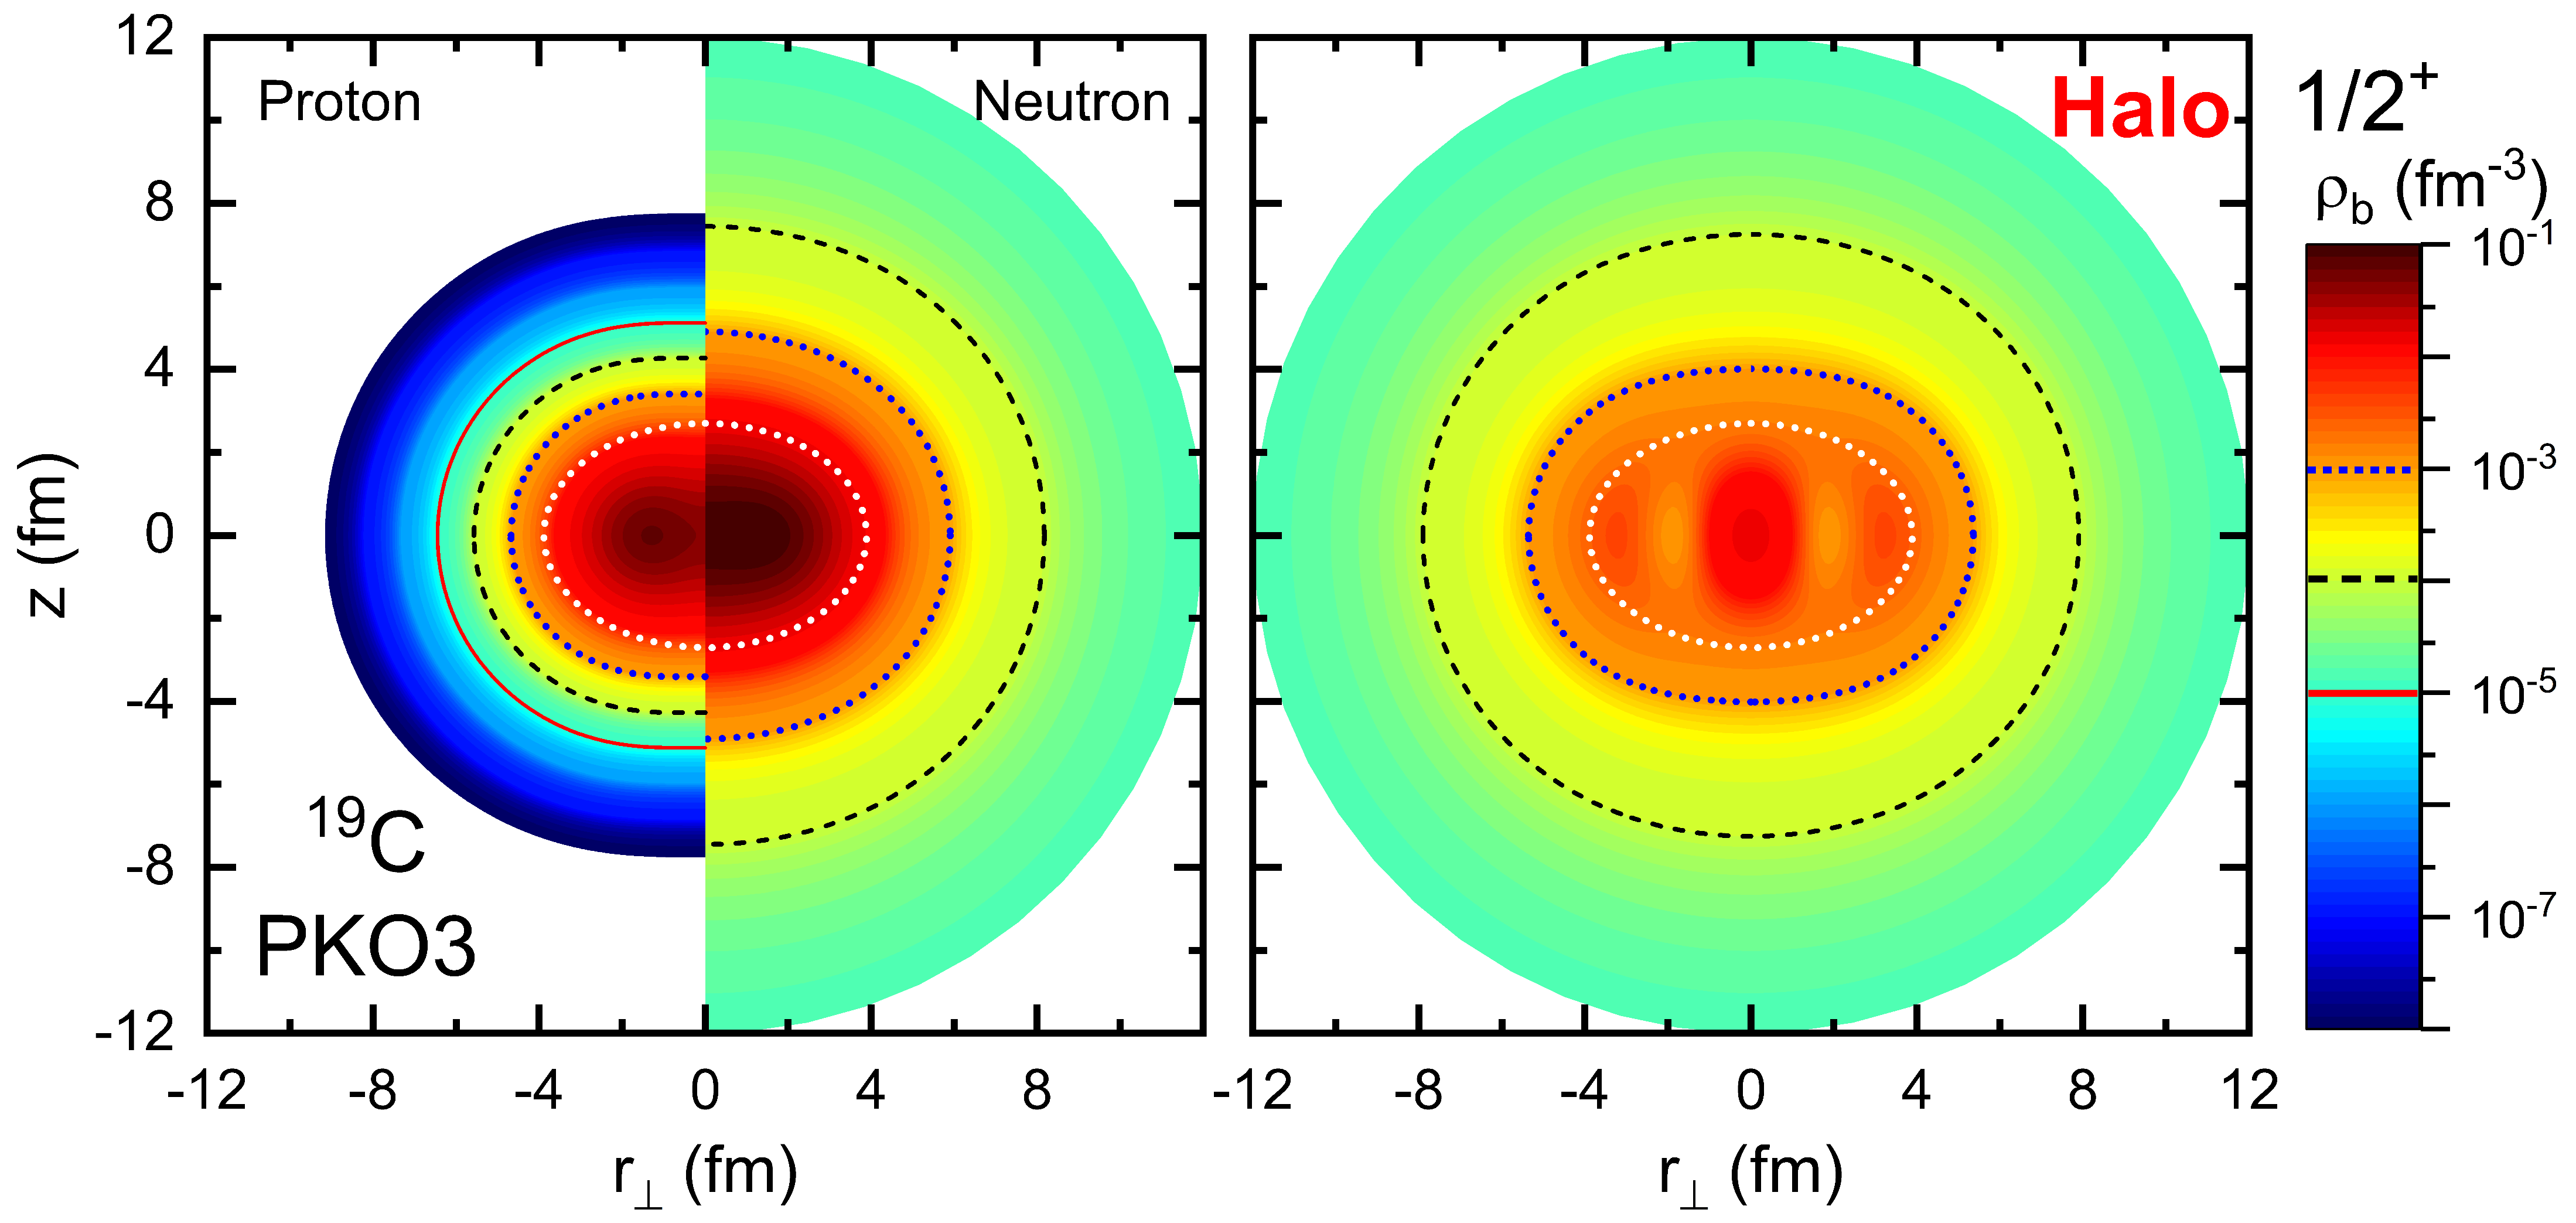 Proton
Neutron
Halo
1/2⁺
ρb (fm⁻³)
12
8
4
0
-4
-8
-12
z (fm)
¹⁹C
PKO3
10⁻¹
10⁻³
10⁻⁵
10⁻⁷
-12 -8 -4 0 4 8
-12 -8 -4 0 4 8 12
r⊥ (fm)
r⊥ (fm)